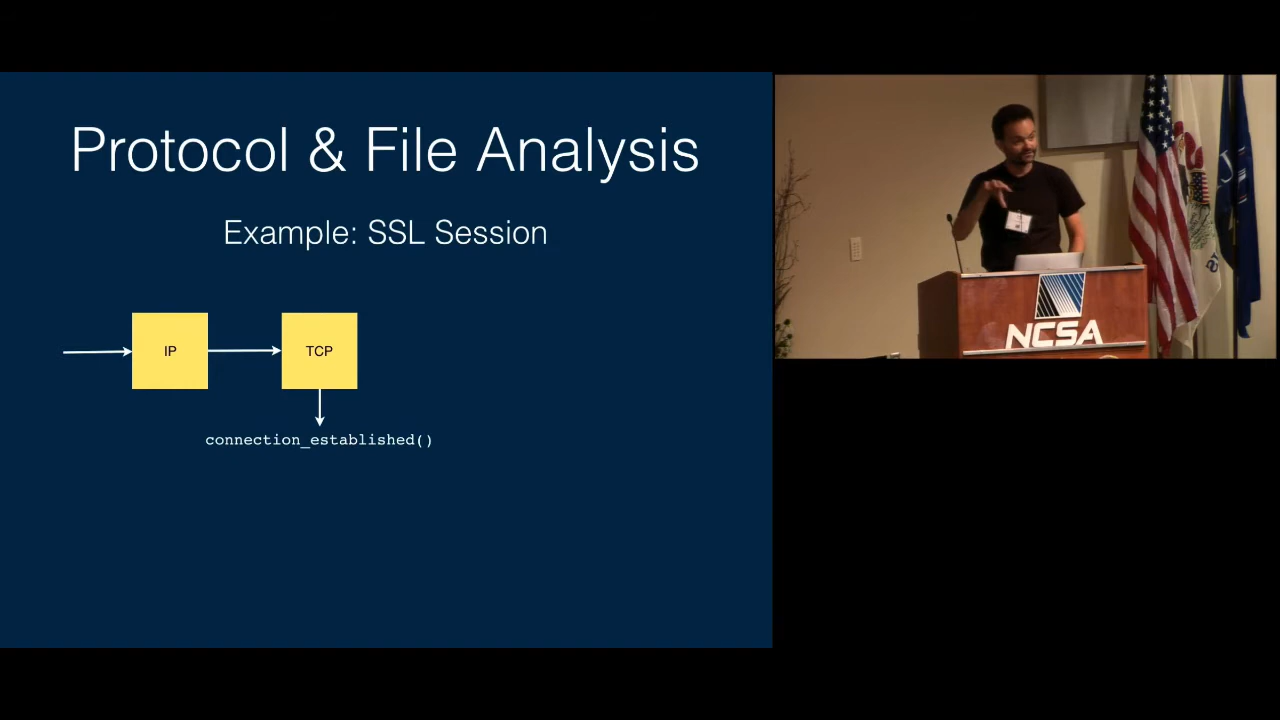 Protocol & File Analysis
Example: SSL Session
IP
TCP
connection_established()
NCSA